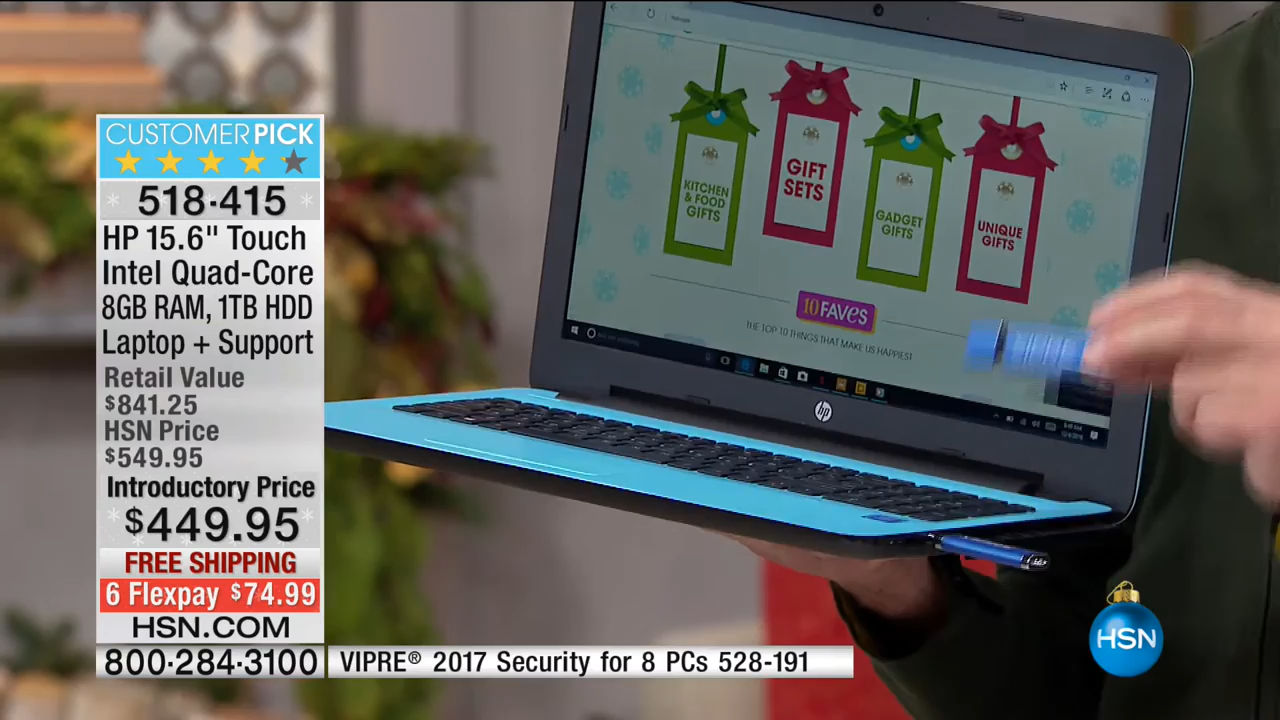 CUSTOMER PICK
518·415
HP 15.6" Touch
Intel Quad-Core
8GB RAM, 1TB HDD
Laptop + Support
Retail Value
$841.25
HSN Price
$549.95
Introductory Price
$449.95
FREE SHIPPING
6 Flexpay $74.99
HSN.COM
800·284·3100
VIPRE® 2017 Security for 8 PCs 528-191
KITCHEN
& FOOD
GIFTS
GIFT
SETS
GADGET
GIFTS
UNIQUE
GIFTS
10 FAVES
THE TOP 10 THINGS THAT MAKE US HAPPIEST
hp
HSN